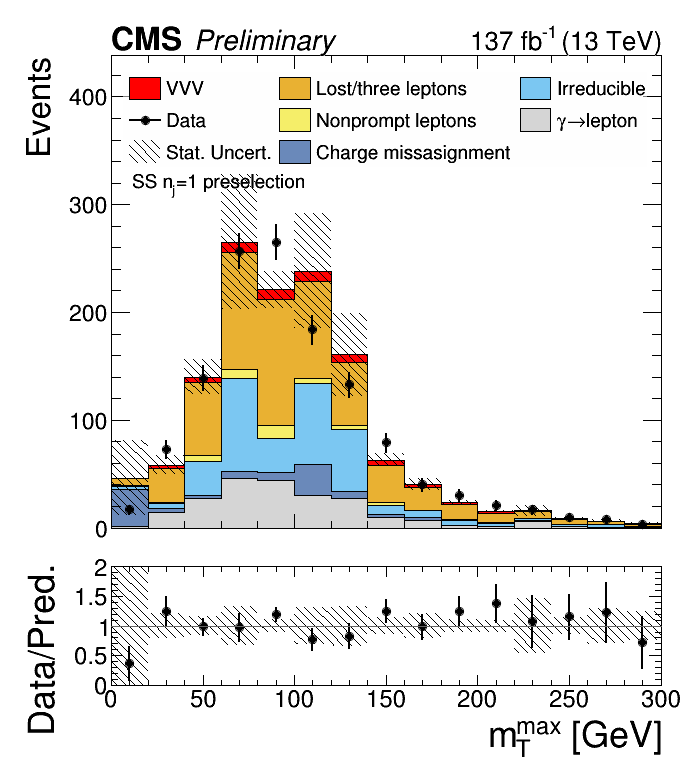 CMS Preliminary 137 fb-1 (13 TeV)
Events
VVV Lost/three leptons Irreducible
Data Nonprompt leptons γ→lepton
Stat. Uncert. Charge missasignment
SS nj=1 preselection
400
300
200
100
0
Data/Pred.
2
1.5
1
0.5
0
0 50 100 150 200 250 300
mTmax [GeV]